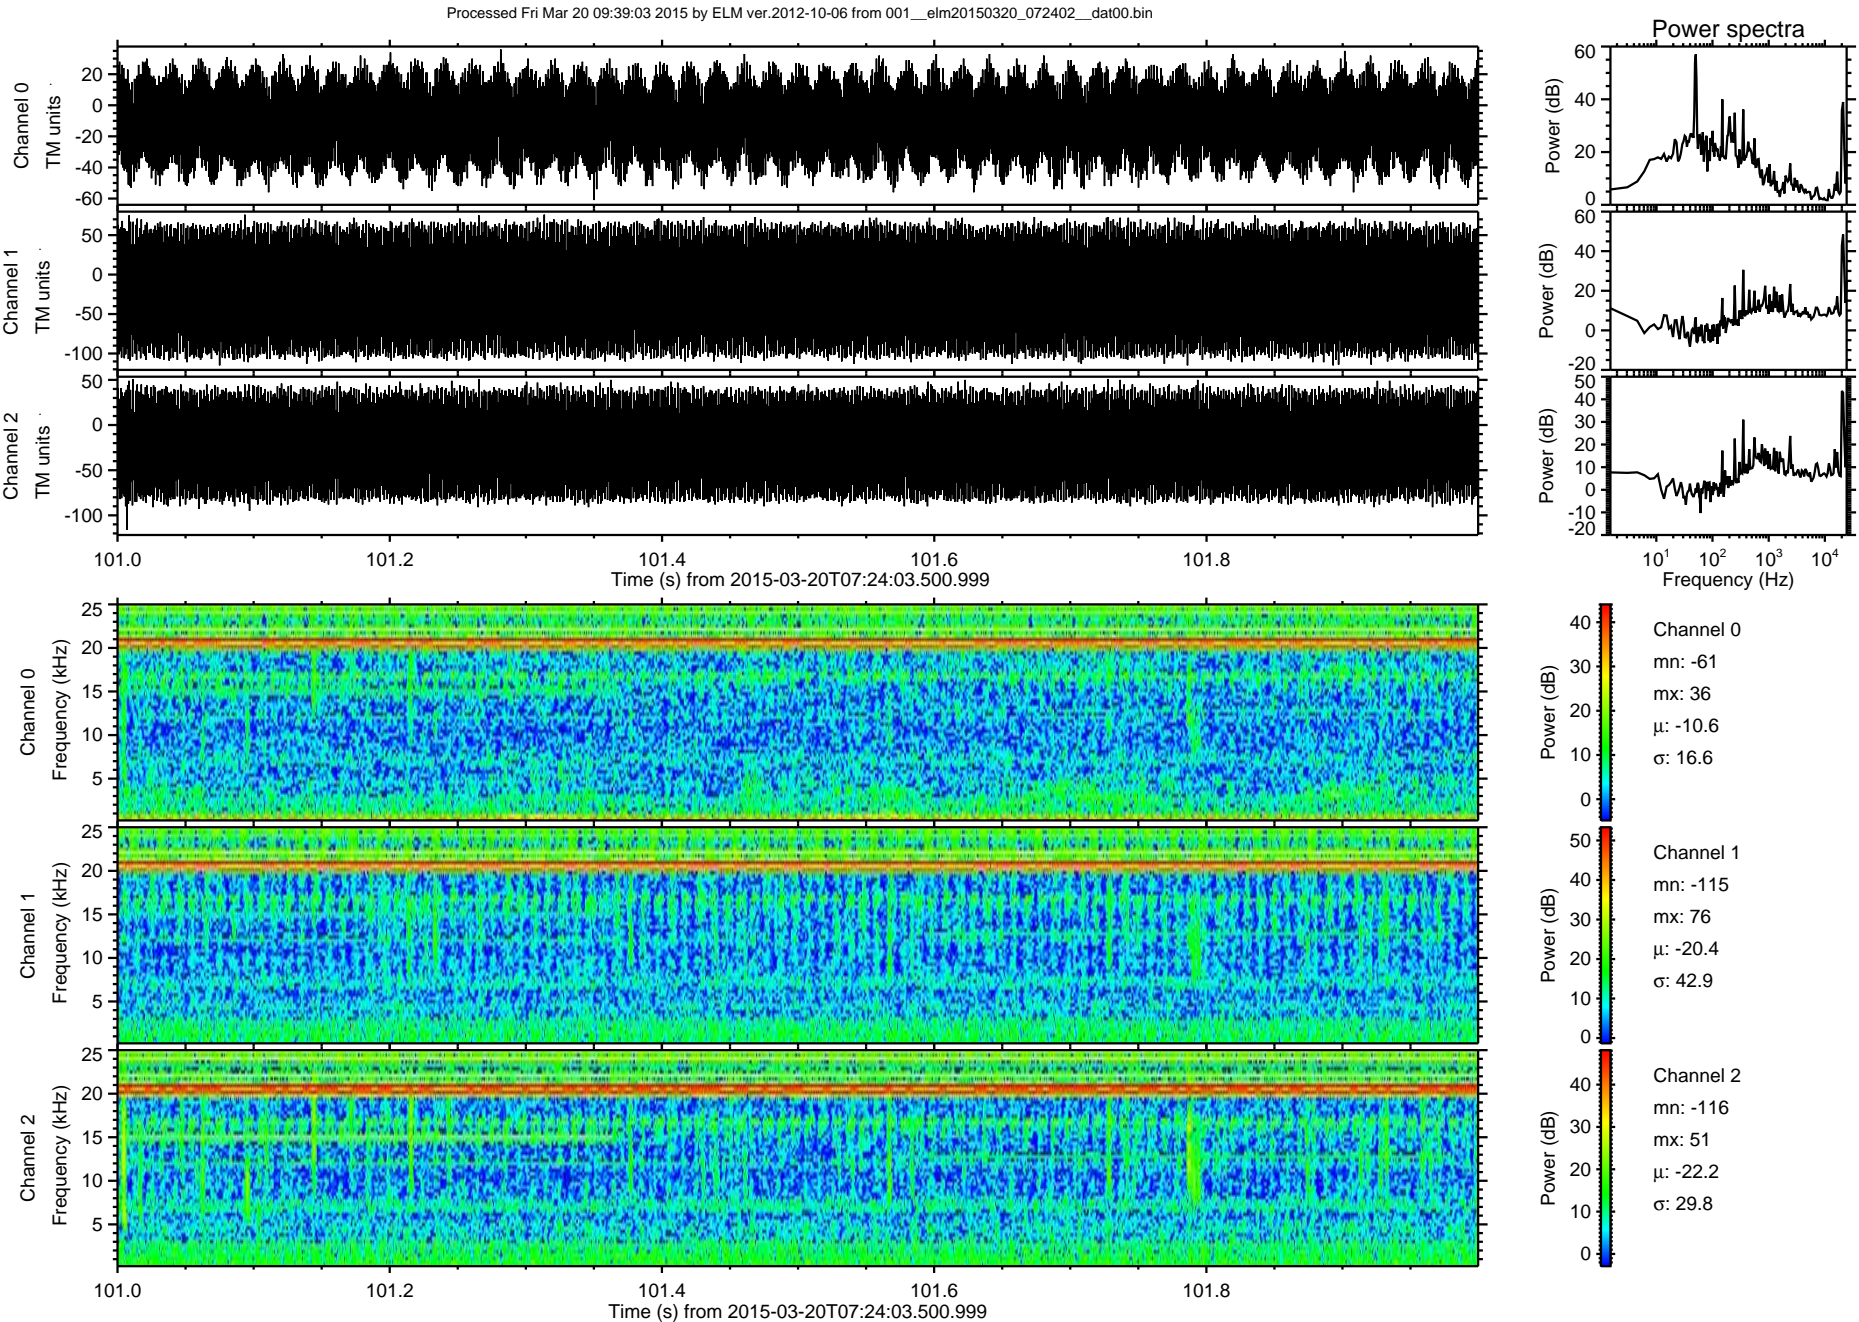 Processed Fri Mar 20 09:39:03 2015 by ELM ver.2012-10-06 from 001__elm20150320_072402__dat00.bin
Power spectra
Channel 0
TM units
20
0
-20
-40
-60
Power (dB)
60
40
20
0
Channel 1
TM units
50
0
-50
-100
Power (dB)
60
40
20
0
-20
Channel 2
TM units
50
0
-50
-100
Power (dB)
50
40
30
20
10
0
-10
-20
101.0
101.2
101.4
101.6
101.8
Time (s) from 2015-03-20T07:24:03.500.999
10^1
10^2
10^3
10^4
Frequency (Hz)
Channel 0
Frequency (kHz)
25
20
15
10
5
Power (dB)
40
30
20
10
0
Channel 0
mn: -61
mx: 36
μ: -10.6
σ: 16.6
Channel 1
Frequency (kHz)
25
20
15
10
5
Power (dB)
50
40
30
20
10
0
Channel 1
mn: -115
mx: 76
μ: -20.4
σ: 42.9
Channel 2
Frequency (kHz)
25
20
15
10
5
Power (dB)
40
30
20
10
0
Channel 2
mn: -116
mx: 51
μ: -22.2
σ: 29.8
101.0
101.2
101.4
101.6
101.8
Time (s) from 2015-03-20T07:24:03.500.999